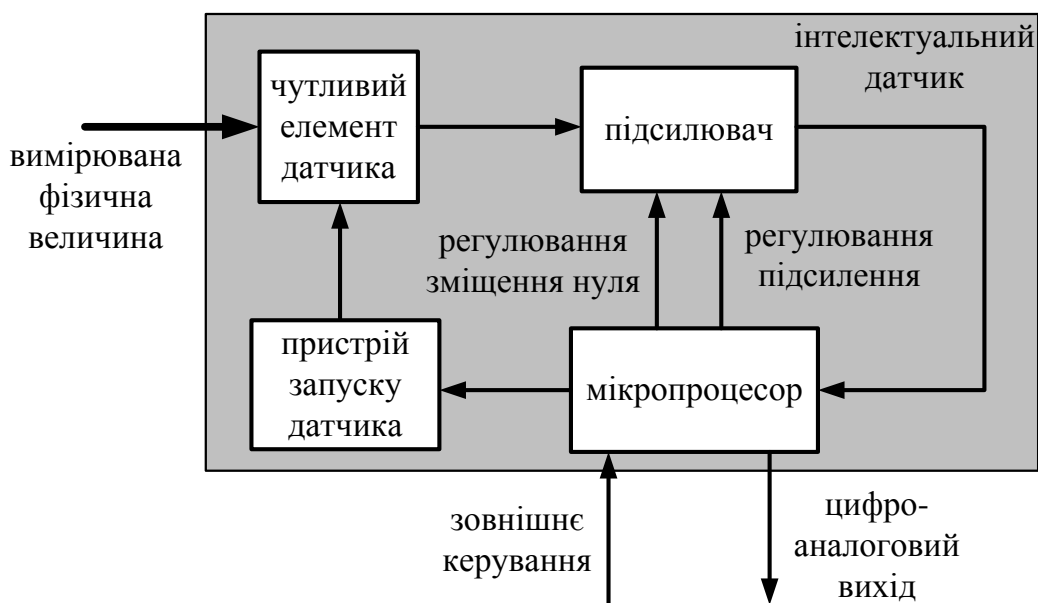 інтелектуальний
датчик
чутливий
елемент
датчика
підсилювач
вимірювана
фізична
величина
регулювання
зміщення нуля
регулювання
підсилення
пристрій
запуску
датчика
мікропроцесор
зовнішнє
керування
цифро-
аналоговий
вихід